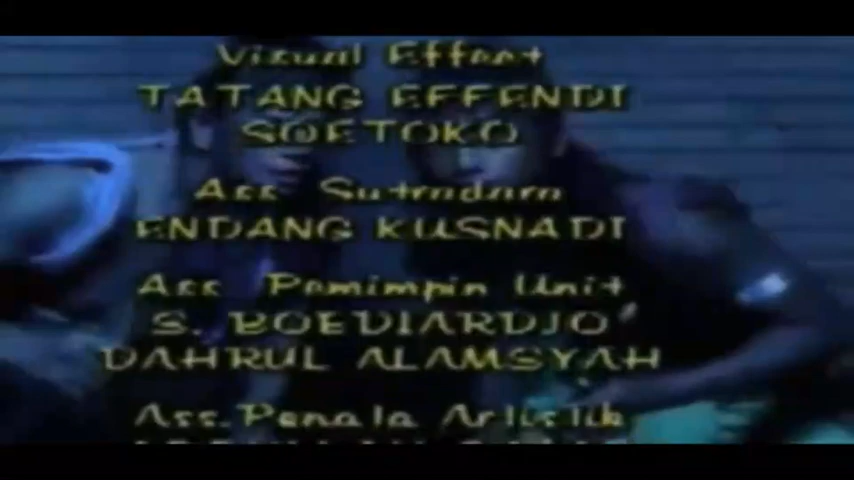 Visual Effect
TATANG EFFENDI
SOETOKO
Ass Sutradara
ENDANG KUSNADI
Ass Pemimpin Unit
S. BOEDIARDJO
DAHRUL ALAMSYAH
Ass. Penata Artistik